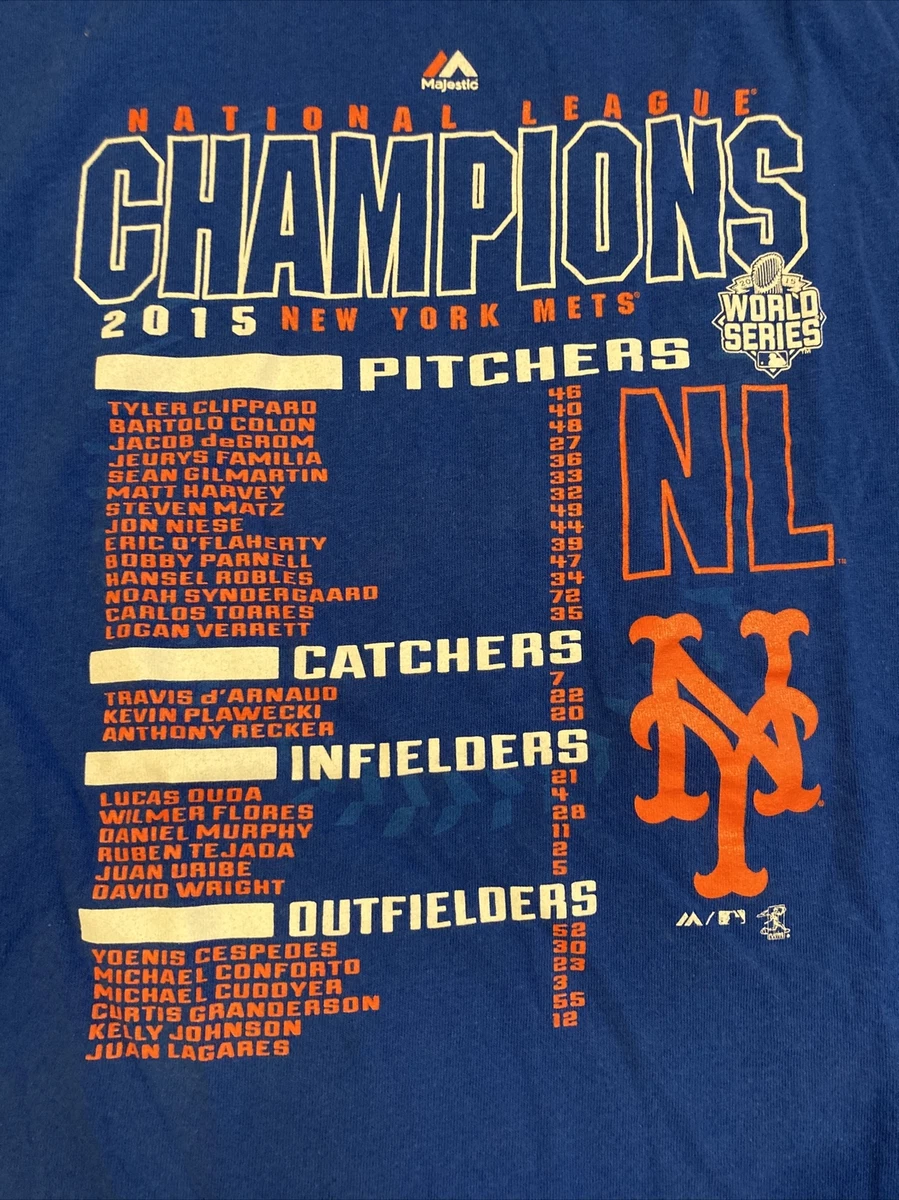 Majestic
NATIONAL LEAGUE®
CHAMPIONS
2015 NEW YORK METS®
2015
WORLD
SERIES™
PITCHERS
TYLER CLIPPARD 46
BARTOLO COLON 40
JACOB deGROM 48
JEURYS FAMILIA 27
SEAN GILMARTIN 36
MATT HARVEY 33
STEVEN MATZ 32
JON NIESE 49
ERIC O'FLAHERTY 44
BOBBY PARNELL 39
HANSEL ROBLES 47
NOAH SYNDERGAARD 34
CARLOS TORRES 72
LOGAN VERRETT 35
NL™
CATCHERS
TRAVIS d'ARNAUD 7
KEVIN PLAWECKI 22
ANTHONY RECKER 20
NY®
INFIELDERS
LUCAS DUDA 21
WILMER FLORES 4
DANIEL MURPHY 28
RUBEN TEJADA 11
JUAN URIBE 2
DAVID WRIGHT 5
OUTFIELDERS
YOENIS CESPEDES 52
MICHAEL CONFORTO 30
MICHAEL CUDDYER 23
CURTIS GRANDERSON 3
KELLY JOHNSON 55
JUAN LAGARES 12